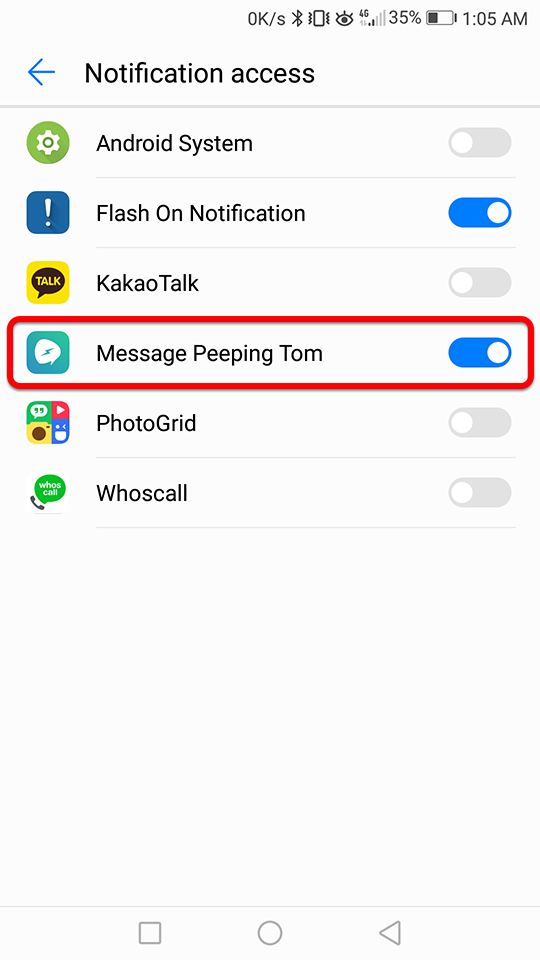 0K/s 4G 35% 1:05 AM
Notification access
Android System
Flash On Notification
TALK KakaoTalk
Message Peeping Tom
PhotoGrid
whos
call
Whoscall